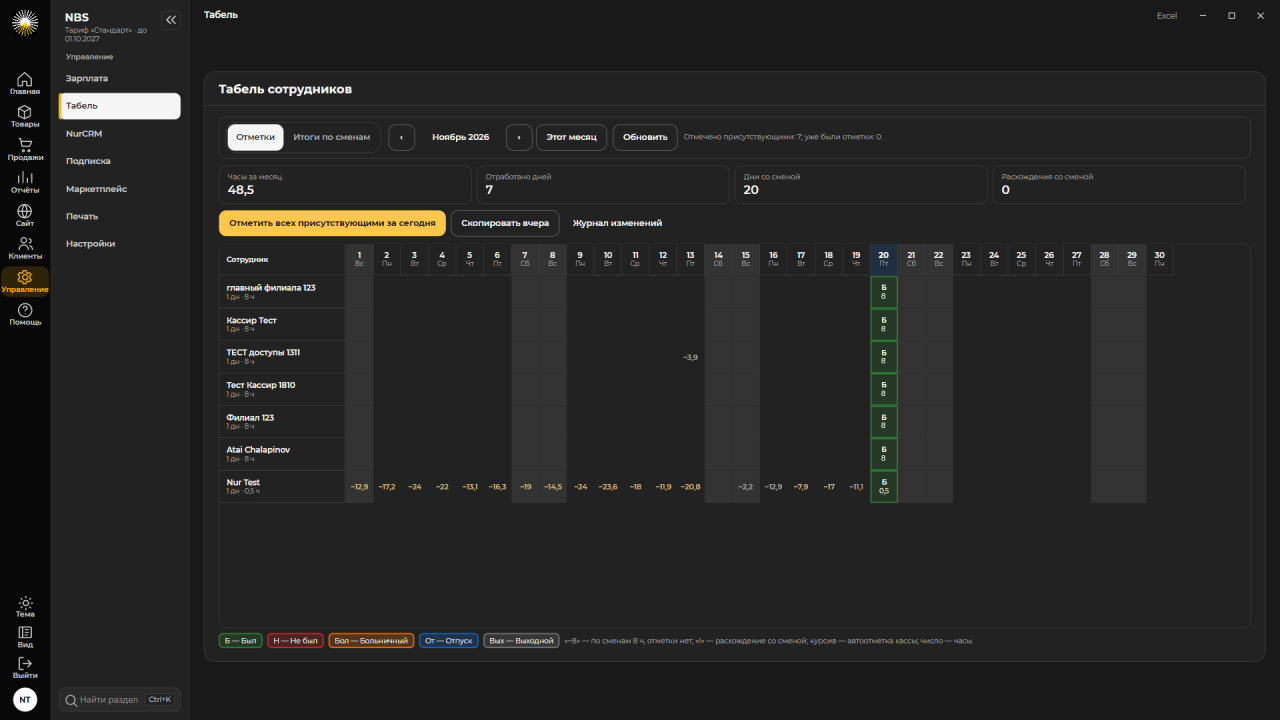 NBS
Тариф «Стандарт» · до
01.10.2027
Управление
Зарплата
Табель
NurCRM
Подписка
Маркетплейс
Печать
Настройки
Найти раздел Ctrl+K
Главная
Товары
Продажи
Отчёты
Сайт
Клиенты
Управление
Помощь
Тема
Вид
Выйти
NT
Табель
Excel
Табель сотрудников
Отметки Итоги по сменам ‹ Ноябрь 2026 › Этот месяц Обновить Отмечено присутствующими: 7; уже были отметки: 0.
Часы за месяц Отработано дней Дни со сменой Расхождения со сменой
48,5 7 20 0
Отметить всех присутствующими за сегодня Скопировать вчера Журнал изменений
Сотрудник 1 2 3 4 5 6 7 8 9 10 11 12 13 14 15 16 17 18 19 20 21 22 23 24 25 26 27 28 29 30
Вс Пн Вт Ср Чт Пт Сб Вс Пн Вт Ср Чт Пт Сб Вс Пн Вт Ср Чт Пт Сб Вс Пн Вт Ср Чт Пт Сб Вс Пн
главный филиала 123 Б
1 дн · 8 ч 8
Кассир Тест Б
1 дн · 8 ч 8
ТЕСТ доступы 1311 ~3,9 Б
1 дн · 8 ч 8
Тест Кассир 1810 Б
1 дн · 8 ч 8
Филиал 123 Б
1 дн · 8 ч 8
Atai Chalapinov Б
1 дн · 8 ч 8
Nur Test ~12,9 ~17,2 ~24 ~22 ~13,1 ~16,3 ~19 ~14,5 ~24 ~23,6 ~18 ~11,9 ~20,8 ~2,2 ~12,9 ~7,9 ~17 ~11,1 Б
1 дн · 0,5 ч 0,5
Б — Был Н — Не был Бол — Больничный От — Отпуск Вых — Выходной «~8» — по сменам 8 ч, отметки нет; «!» — расхождение со сменой; курсив — автоотметка кассы; число — часы.